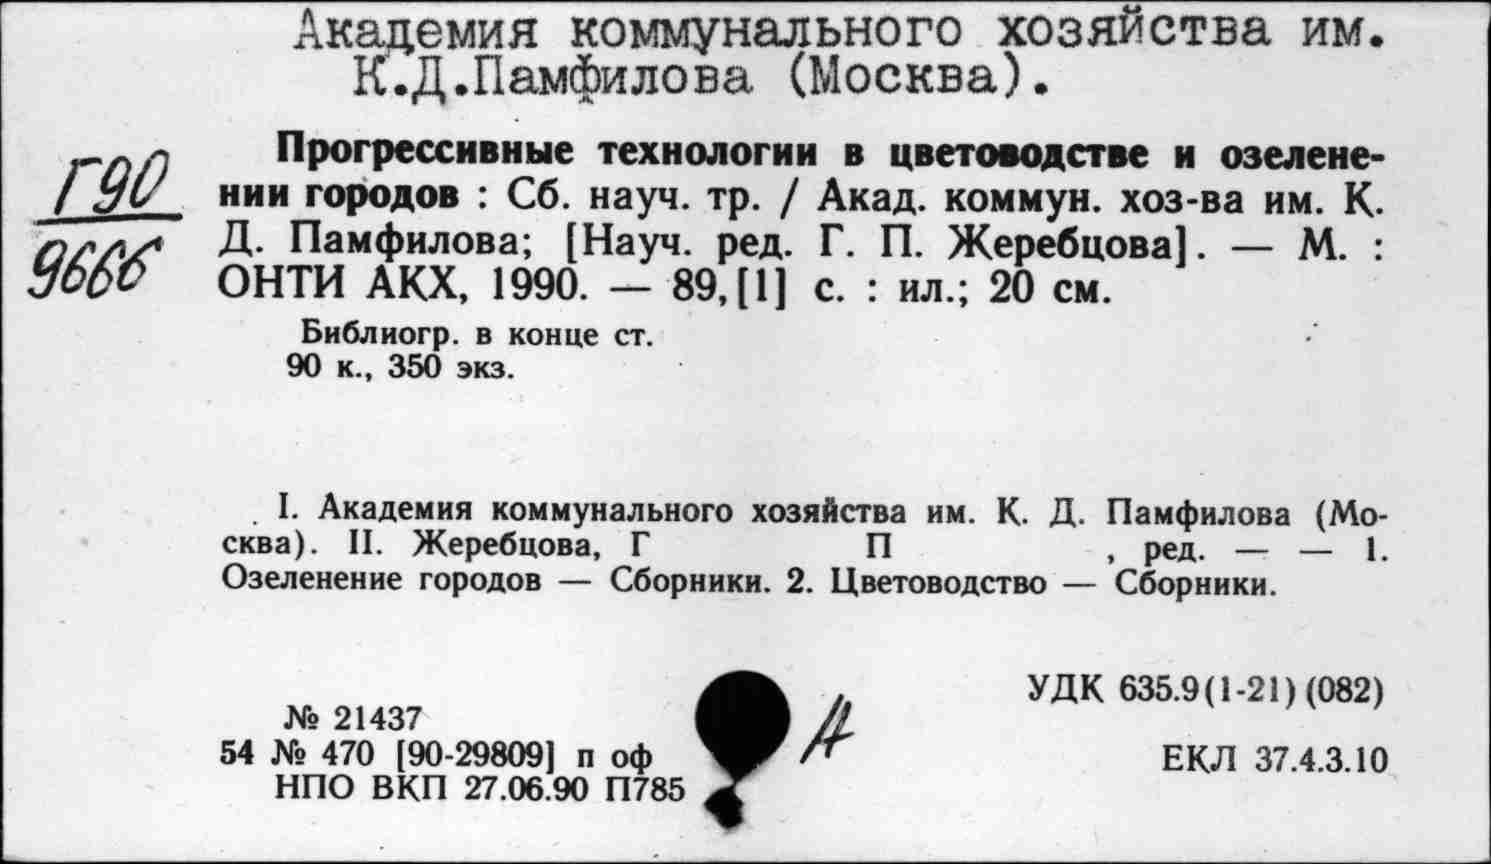 Академия коммунального хозяйства им.
К.Д.Памфилова (Москва).
Г90
9666
Прогрессивные технологии в цветоводстве и озелене-
нии городов : Сб. науч. тр. / Акад. коммун. хоз-ва им. К.
Д. Памфилова; [Науч. ред. Г. П. Жеребцова]. — М. :
ОНТИ АКХ, 1990. — 89, [1] с. : ил.; 20 см.
Библиогр. в конце ст.
90 к., 350 экз.
I. Академия коммунального хозяйства им. К. Д. Памфилова (Мо-
сква). II. Жеребцова, Г П , ред. — — 1.
Озеленение городов — Сборники. 2. Цветоводство — Сборники.
УДК 635.9(1-21)(082)
№ 21437
А
54 № 470 [90-29809] п оф
ЕКЛ 37.4.3.10
НПО ВКП 27.06.90 П785